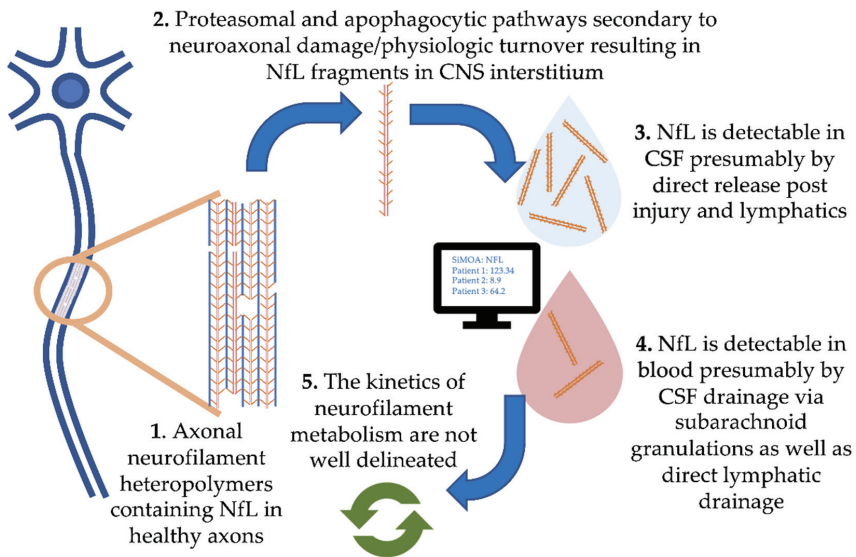 2. Proteasomal and apophagocytic pathways secondary to
neuroaxonal damage/physiologic turnover resulting in
NfL fragments in CNS interstitium
3. NfL is detectable in
CSF presumably by
direct release post
injury and lymphatics
SiMOA: NFL
Patient 1: 123.34
Patient 2: 8.9
Patient 3: 64.2
4. NfL is detectable in
blood presumably by
CSF drainage via
subarachnoid
granulations as well as
direct lymphatic
drainage
5. The kinetics of
neurofilament
metabolism are not
well delineated
1. Axonal
neurofilament
heteropolymers
containing NfL in
healthy axons